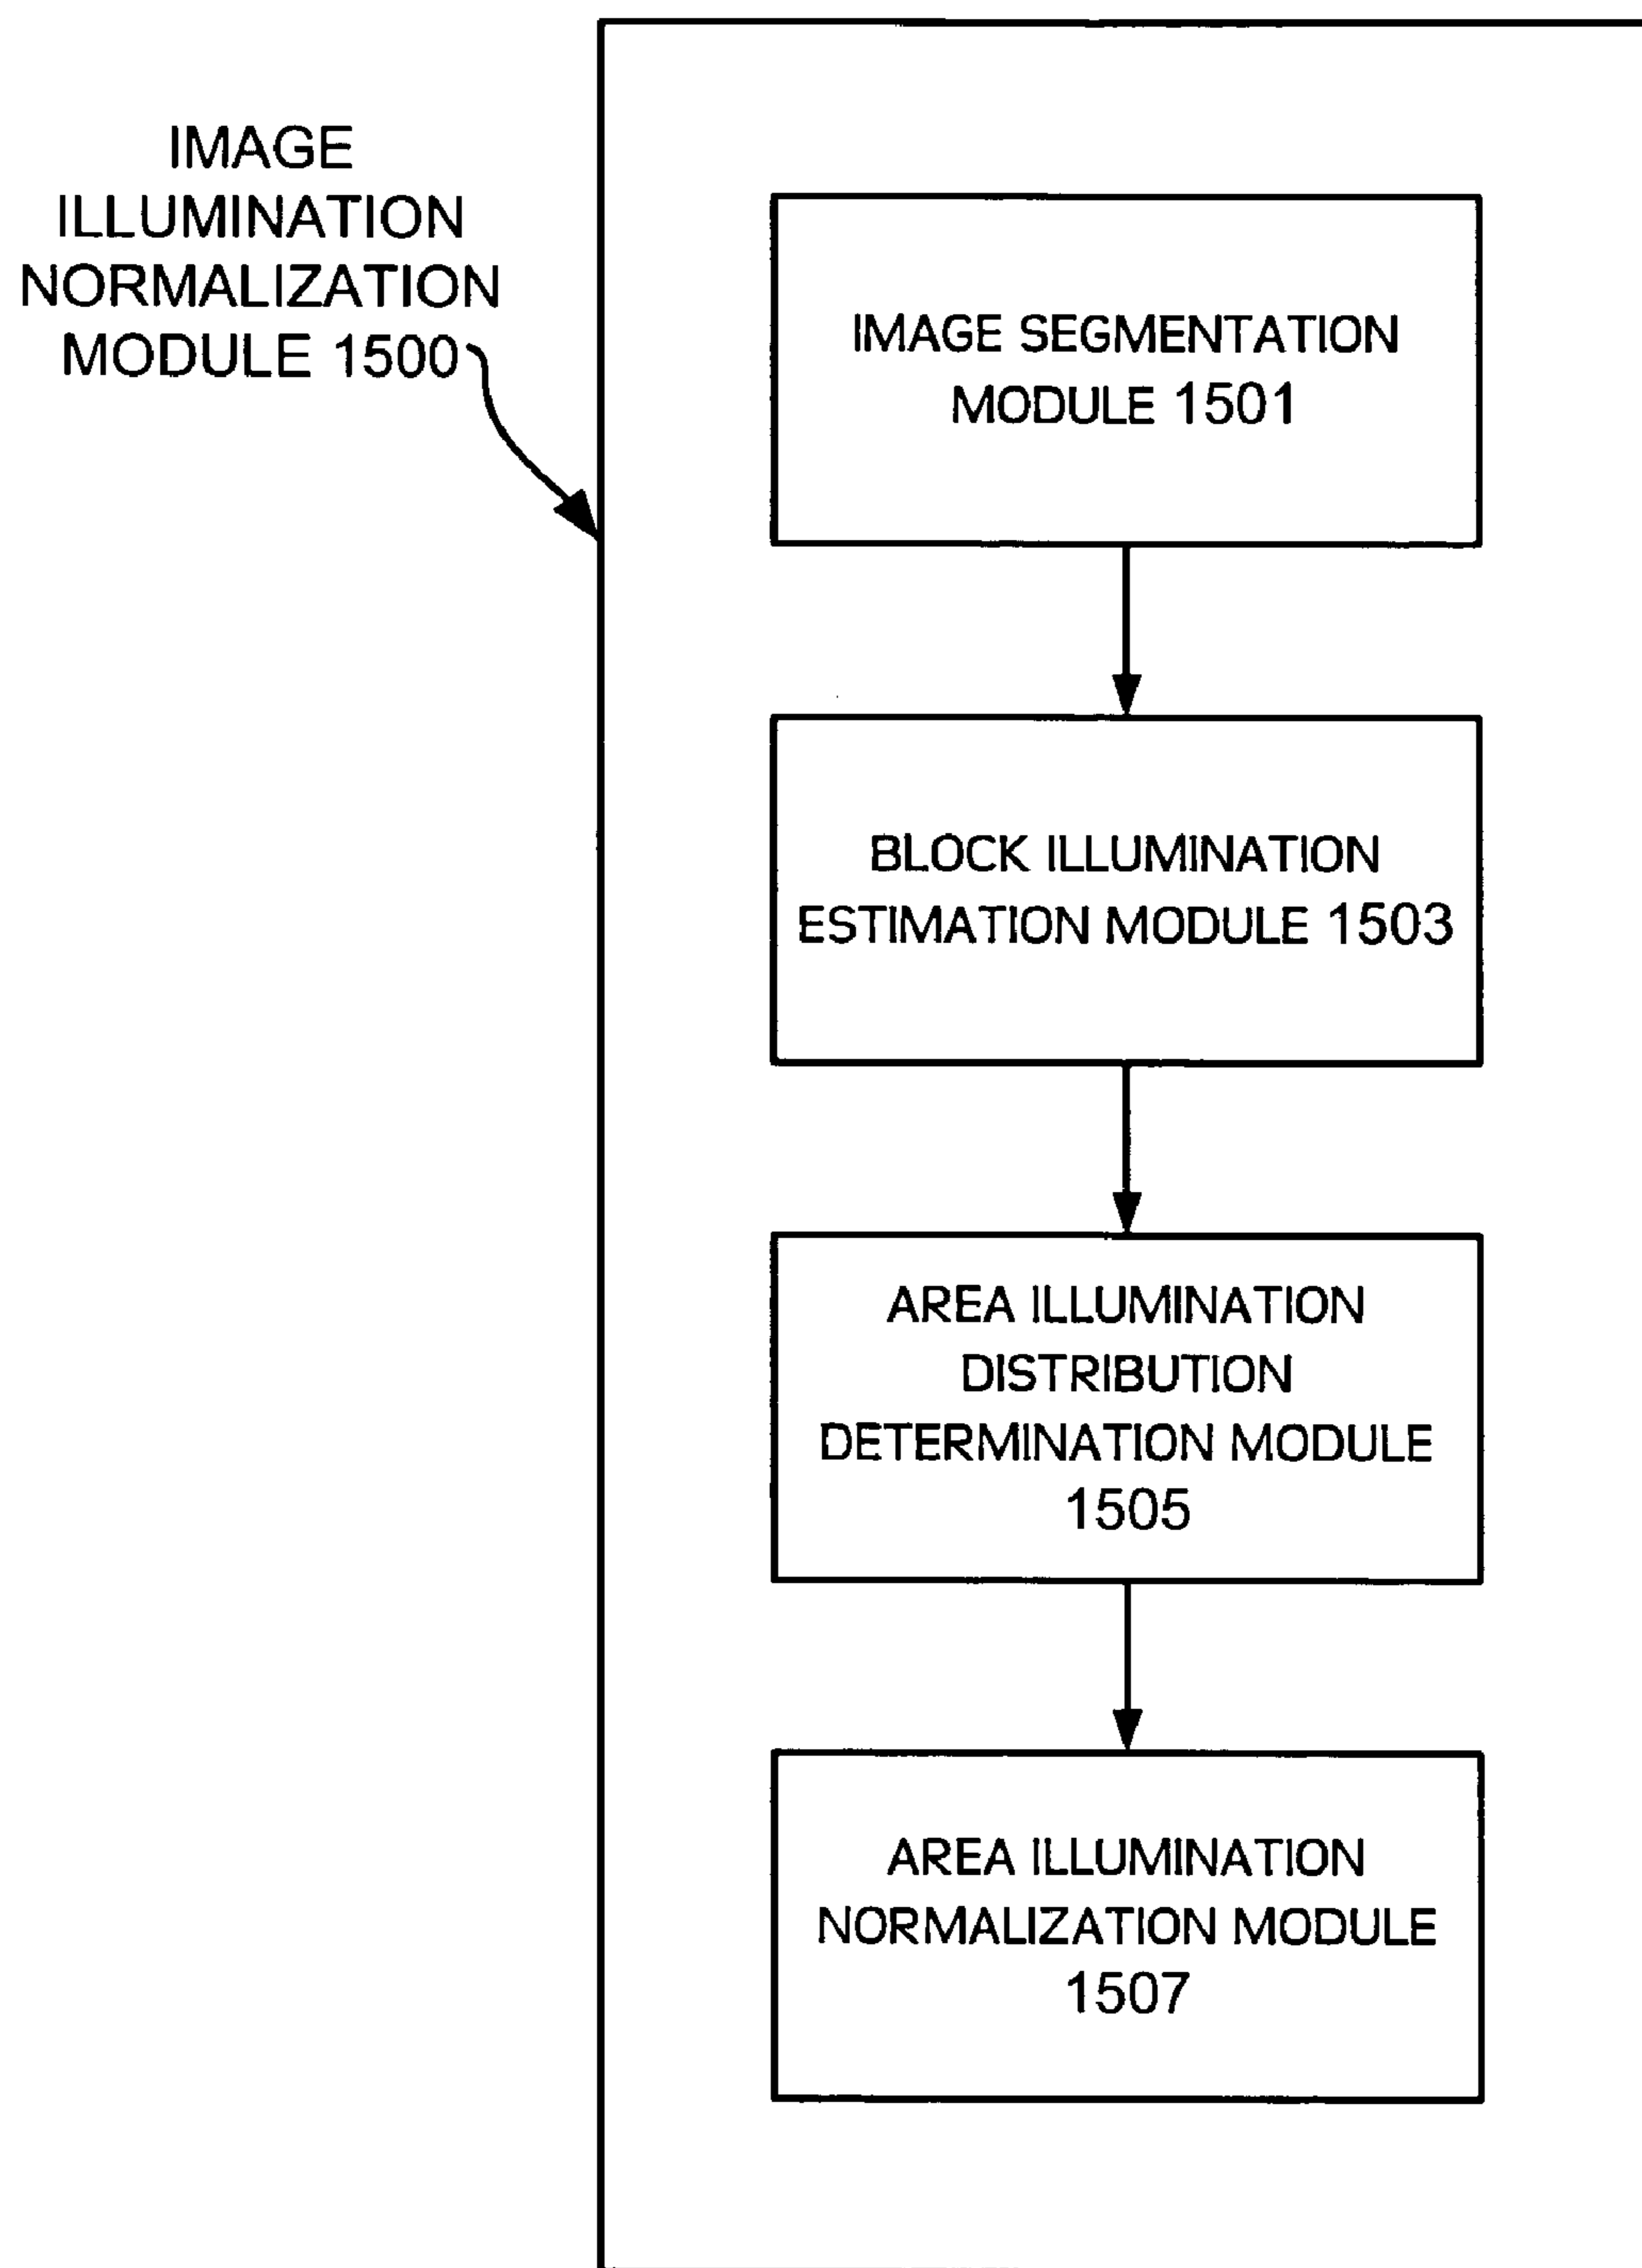 IMAGE
ILLUMINATION
NORMALIZATION
MODULE 1500
IMAGE SEGMENTATION
MODULE 1501
BLOCK ILLUMINATION
ESTIMATION MODULE 1503
AREA ILLUMINATION
DISTRIBUTION
DETERMINATION MODULE
1505
AREA ILLUMINATION
NORMALIZATION MODULE
1507